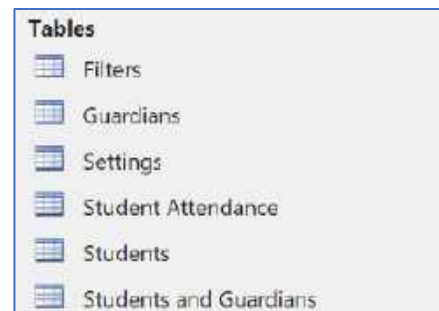 Tables
Filters
Guardians
Settings
Student Attendance
Students
Students and Guardians